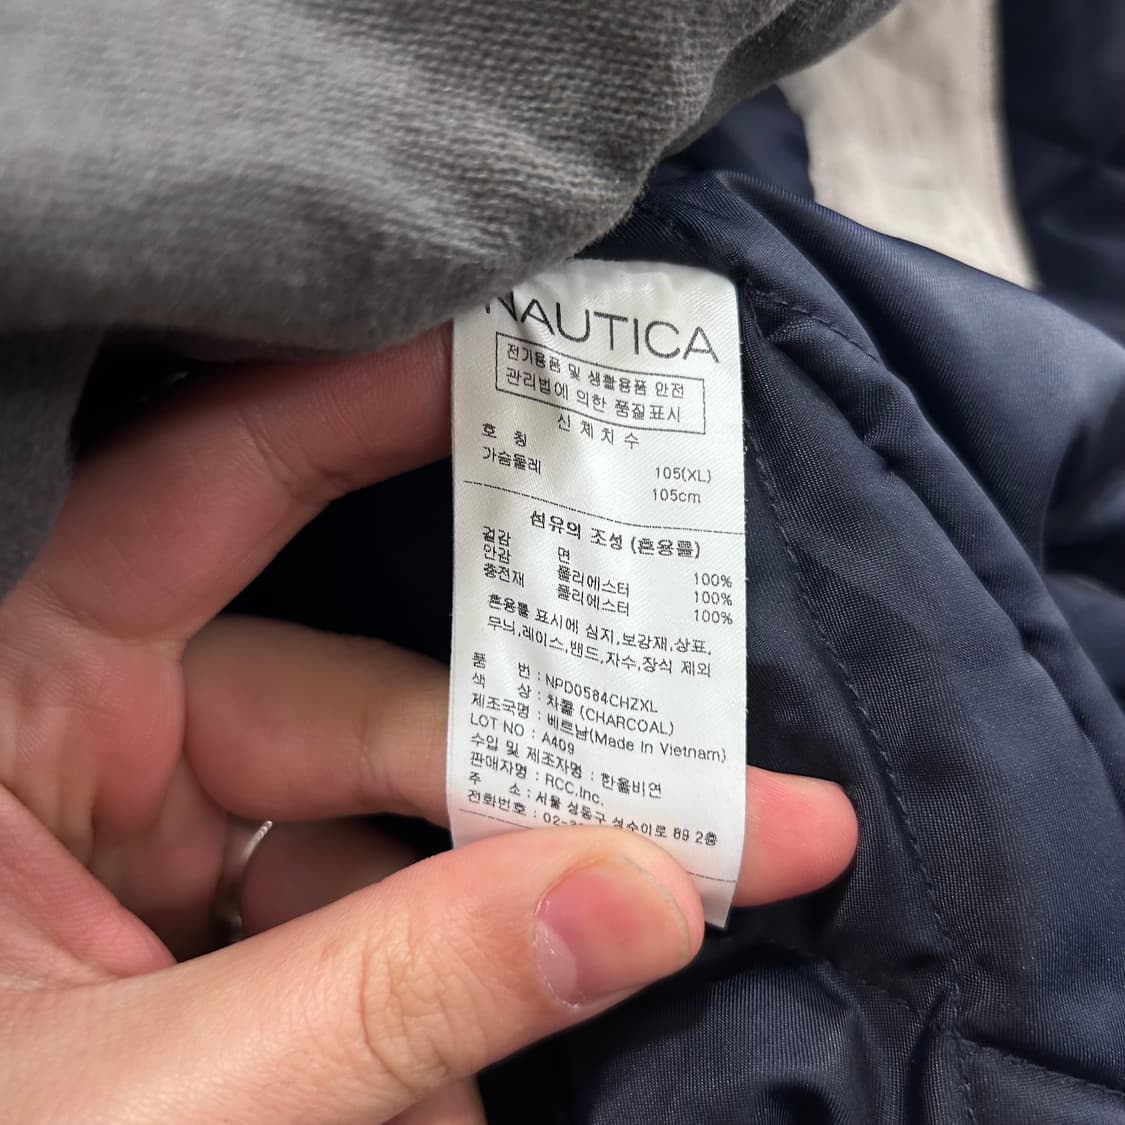 NAUTICA
전기용품 및 생활용품 안전
관리법에 의한 품질표시
신체치수
호 칭 105(XL)
가슴둘레 105cm
섬유의 조성 (혼용률)
겉감 면 100%
안감 폴리에스터 100%
충전재 폴리에스터 100%
혼용률 표시에 심지,보강재,상표,
무늬,레이스,밴드,자수,장식 제외
품 번 : NPD0584CHZXL
색 상 : 차콜 (CHARCOAL)
제조국명 : 베트남(Made In Vietnam)
LOT NO : A409
수입 및 제조자명 : 한올비연
판매자명 : RCC.Inc.
주 소 : 서울 성동구 성수이로 89 2층
전화번호 : 02-